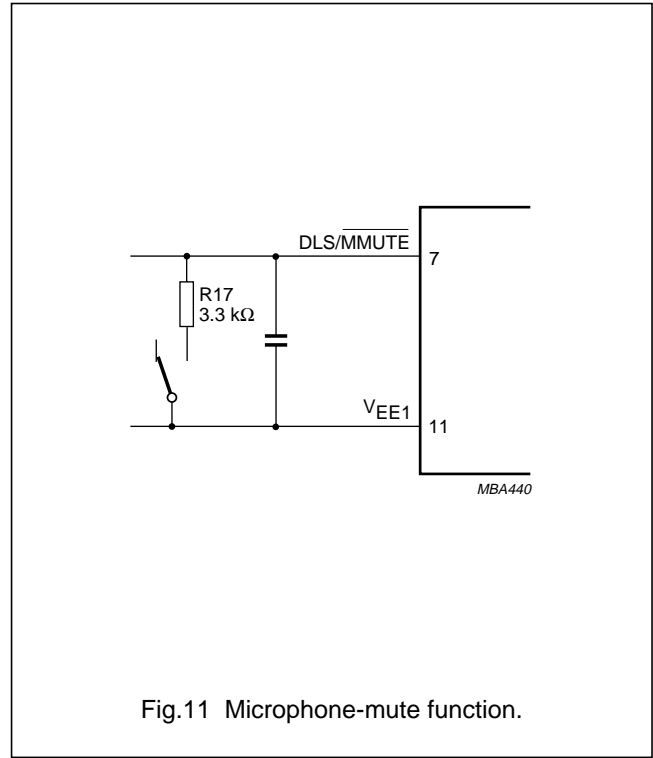 DLS/MMUTE
7
R17
3.3 kΩ
VEE1
11
MBA440
Fig.11 Microphone-mute function.